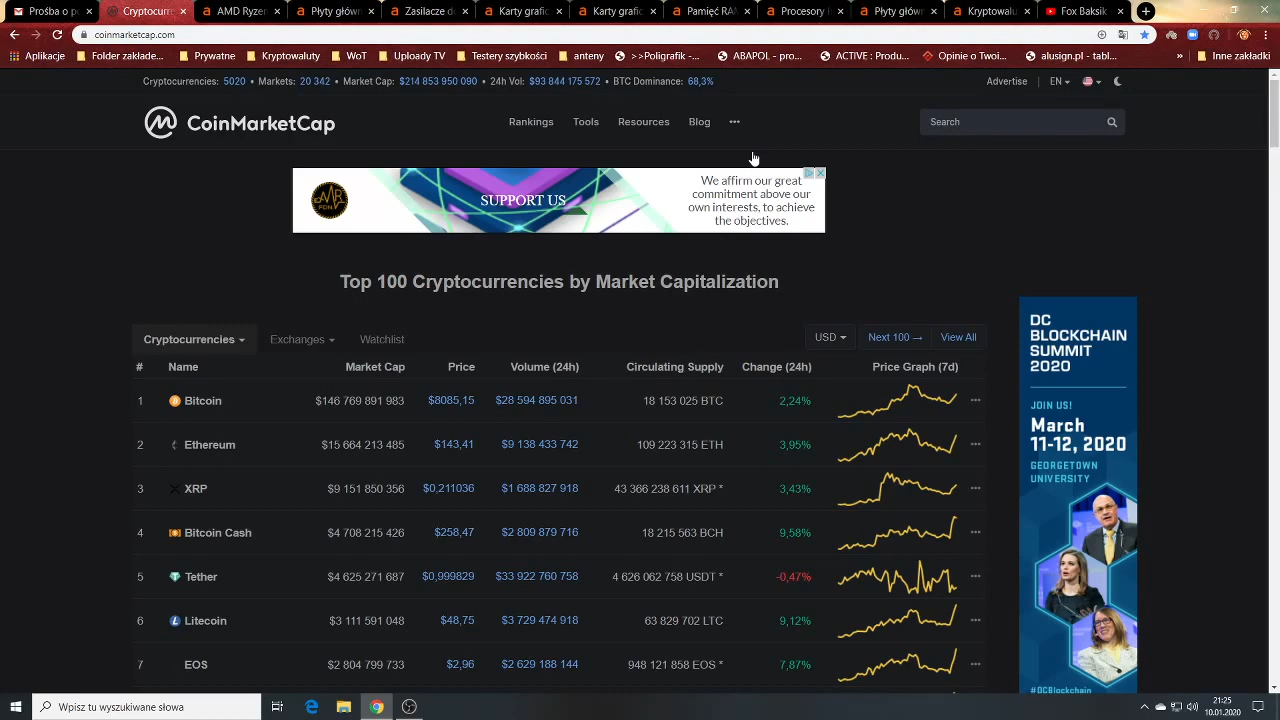 Prośba o p
Cryptocurre
AMD Ryzen
Płyty główn
Zasilacze do
Karty grafic
Karty grafic
Pamięć RAM
Procesory
Płyty główn
Kryptowalu
Fox Baksik
coinmarketcap.com
Aplikacje
Folder zakładek...
Prywatne
Kryptowaluty
WoT
Uploady TV
Testery szybkości
anteny
>>Poligrafik -...
ABAPOL - pro...
ACTIVE : Produ...
Opinie o Twoi...
alusign.pl - tabl...
»
Inne zakładki
Cryptocurrencies: 5020 • Markets: 20 342 • Market Cap: $214 853 950 090 • 24h Vol: $93 844 175 572 • BTC Dominance: 68,3%
Advertise
EN
CoinMarketCap
Rankings
Tools
Resources
Blog
Search
SUPPORT US
We affirm our great
commitment above our
own interests, to achieve
the objectives.
Top 100 Cryptocurrencies by Market Capitalization
Cryptocurrencies
Exchanges
Watchlist
USD
Next 100 →
View All
# Name Market Cap Price Volume (24h) Circulating Supply Change (24h) Price Graph (7d)
1 Bitcoin $146 769 891 983 $8085,15 $28 594 895 031 18 153 025 BTC 2,24%
2 Ethereum $15 664 213 485 $143,41 $9 138 433 742 109 223 315 ETH 3,95%
3 XRP $9 151 850 356 $0,211036 $1 688 827 918 43 366 238 611 XRP * 3,43%
4 Bitcoin Cash $4 708 215 426 $258,47 $2 809 879 716 18 215 563 BCH 9,58%
5 Tether $4 625 271 687 $0,999829 $33 922 760 758 4 626 062 758 USDT * -0,47%
6 Litecoin $3 111 591 048 $48,75 $3 729 474 918 63 829 702 LTC 9,12%
7 EOS $2 804 799 733 $2,96 $2 629 188 144 948 121 858 EOS * 7,87%
DC
BLOCKCHAIN
SUMMIT
2020
JOIN US!
March
11-12, 2020
GEORGETOWN
UNIVERSITY
#DCBlockchain
Wpisz tu wyszukiwane słowa
21:25
10.01.2020